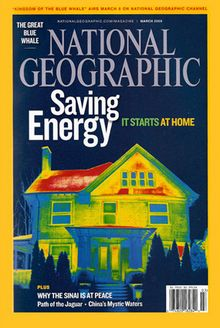 "KINGDOM OF THE BLUE WHALE" AIRS MARCH 8 ON NATIONAL GEOGRAPHIC CHANNEL
NATIONALGEOGRAPHIC.COM/MAGAZINE | MARCH 2009
THE GREAT
BLUE
WHALE
NATIONAL
GEOGRAPHIC
Saving
Energy
IT STARTS AT HOME
PLUS
WHY THE SINAI IS AT PEACE
Path of the Jaguar • China's Mystic Waters